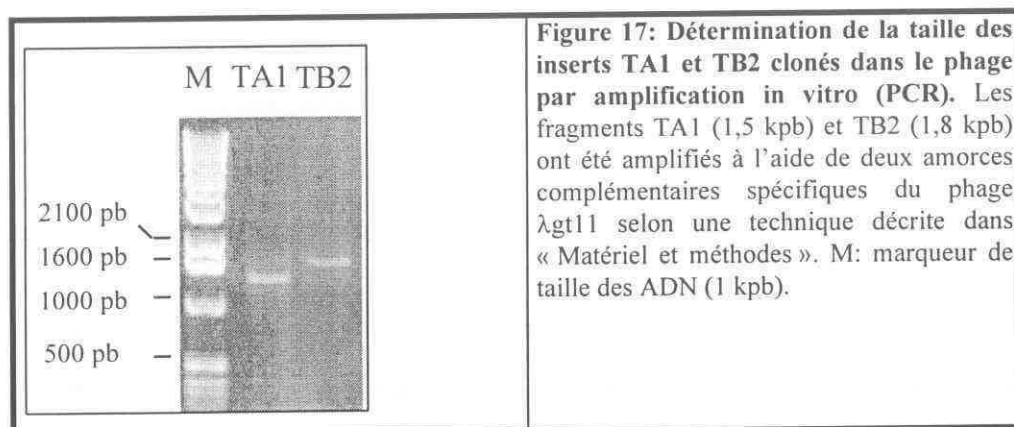 M TA1 TB2
2100 pb
1600 pb
1000 pb
500 pb
Figure 17: Détermination de la taille des
inserts TA1 et TB2 clonés dans le phage
par amplification in vitro (PCR). Les
fragments TA1 (1,5 kpb) et TB2 (1,8 kpb)
ont été amplifiés à l'aide de deux amorces
complémentaires spécifiques du phage
λgt11 selon une technique décrite dans
« Matériel et méthodes ». M: marqueur de
taille des ADN (1 kpb).